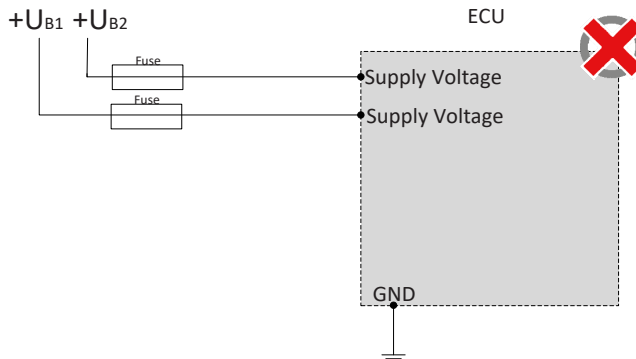 +UB1 +UB2
ECU
Fuse
Supply Voltage
Fuse
Supply Voltage
GND